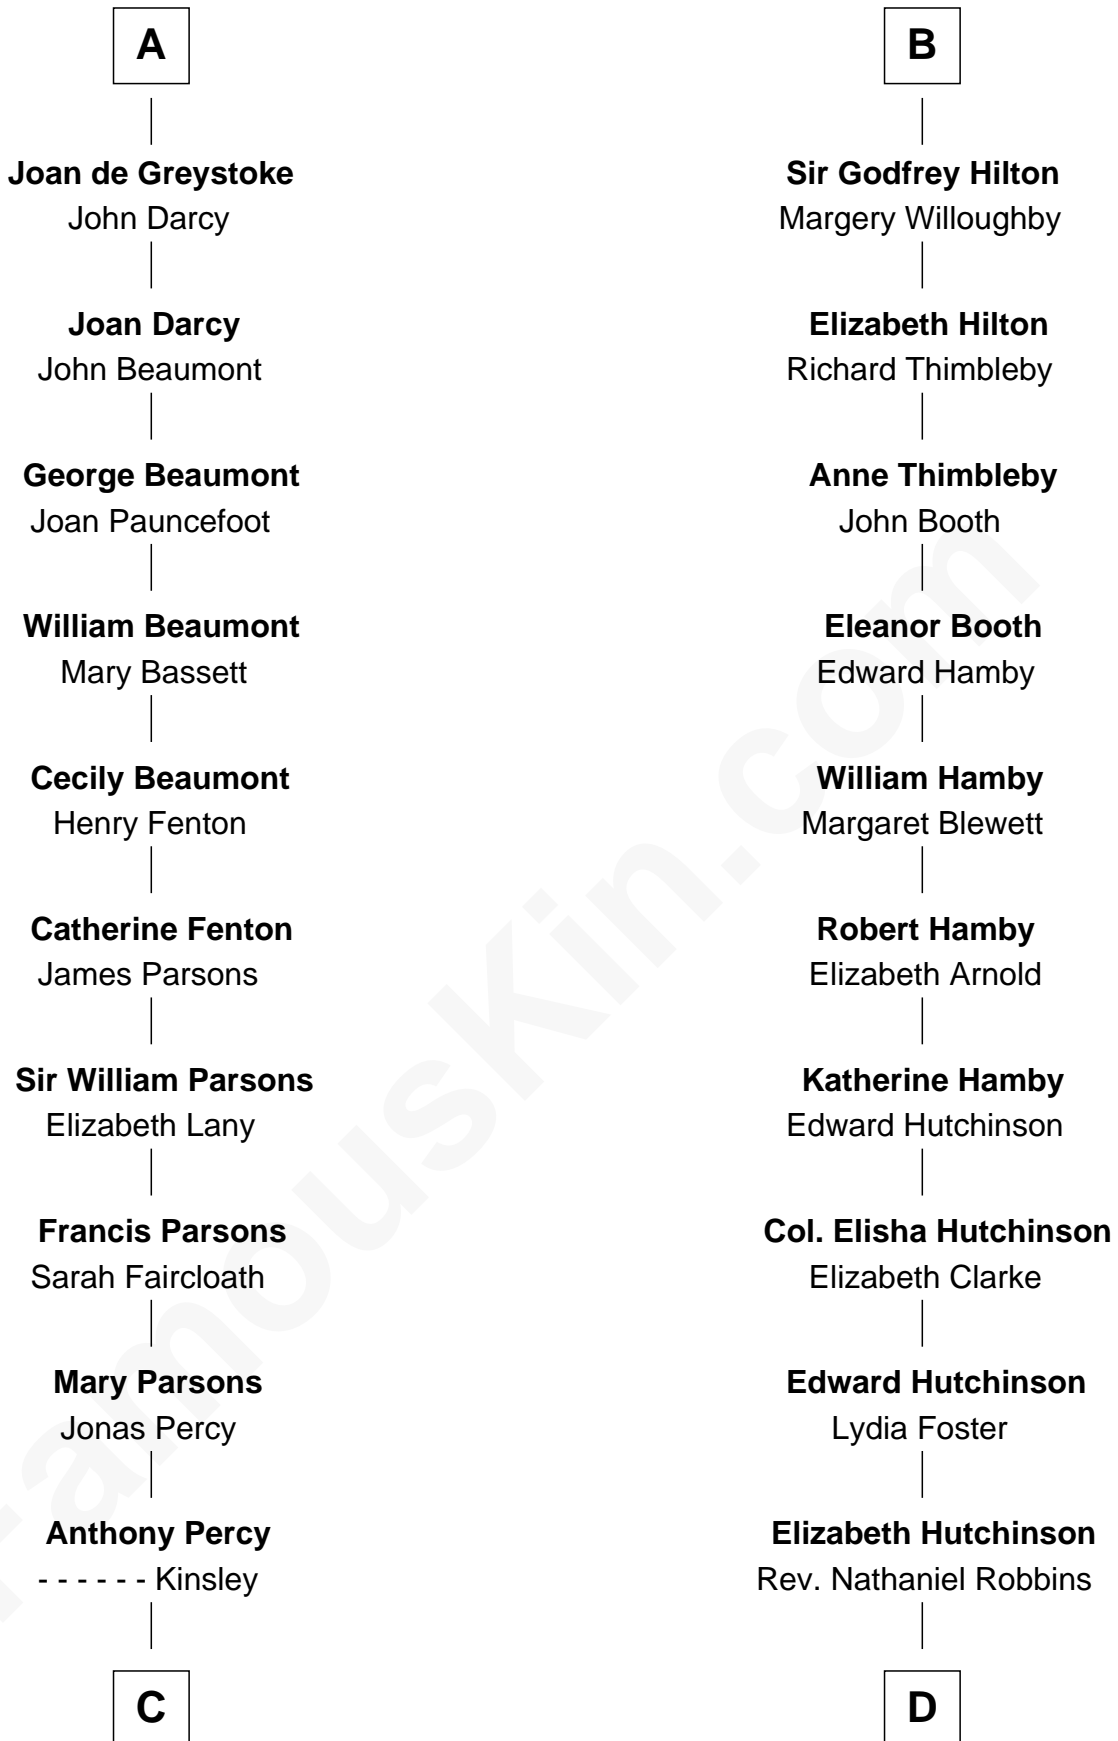 A
Joan de Greystoke
John Darcy
Joan Darcy
John Beaumont
George Beaumont
Joan Pauncefoot
William Beaumont
Mary Bassett
Cecily Beaumont
Henry Fenton
Catherine Fenton
James Parsons
Sir William Parsons
Elizabeth Lany
Francis Parsons
Sarah Faircloath
Mary Parsons
Jonas Percy
Anthony Percy
- - - - - - Kinsley
C
B
Sir Godfrey Hilton
Margery Willoughby
Elizabeth Hilton
Richard Thimbleby
Anne Thimbleby
John Booth
Eleanor Booth
Edward Hamby
William Hamby
Margaret Blewett
Robert Hamby
Elizabeth Arnold
Katherine Hamby
Edward Hutchinson
Col. Elisha Hutchinson
Elizabeth Clarke
Edward Hutchinson
Lydia Foster
Elizabeth Hutchinson
Rev. Nathaniel Robbins
D
FamousKin.com